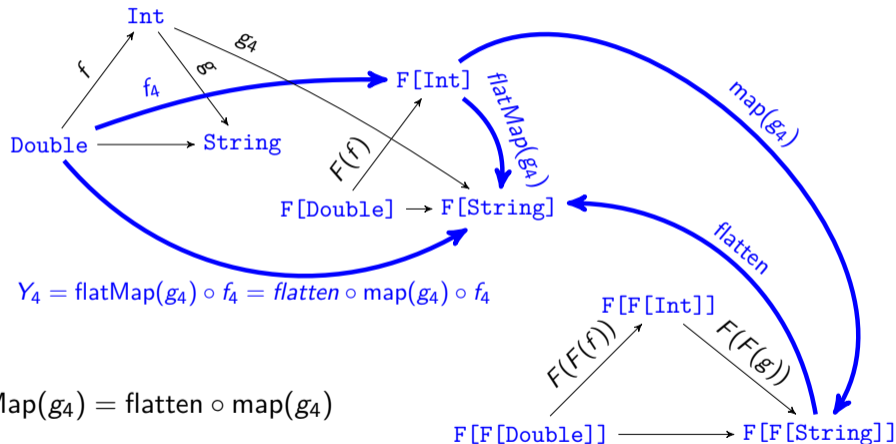 Int
f
g
g₄
f₄
F[Int]
flatMap(g₄)
map(g₄)
Double
String
F(f)
F[Double]
F[String]
flatten
Y₄ = flatMap(g₄) ∘ f₄ = flatten ∘ map(g₄) ∘ f₄
F[F[Int]]
F(F(f))
F(F(g))
Map(g₄) = flatten ∘ map(g₄)
F[F[Double]]
F[F[String]]